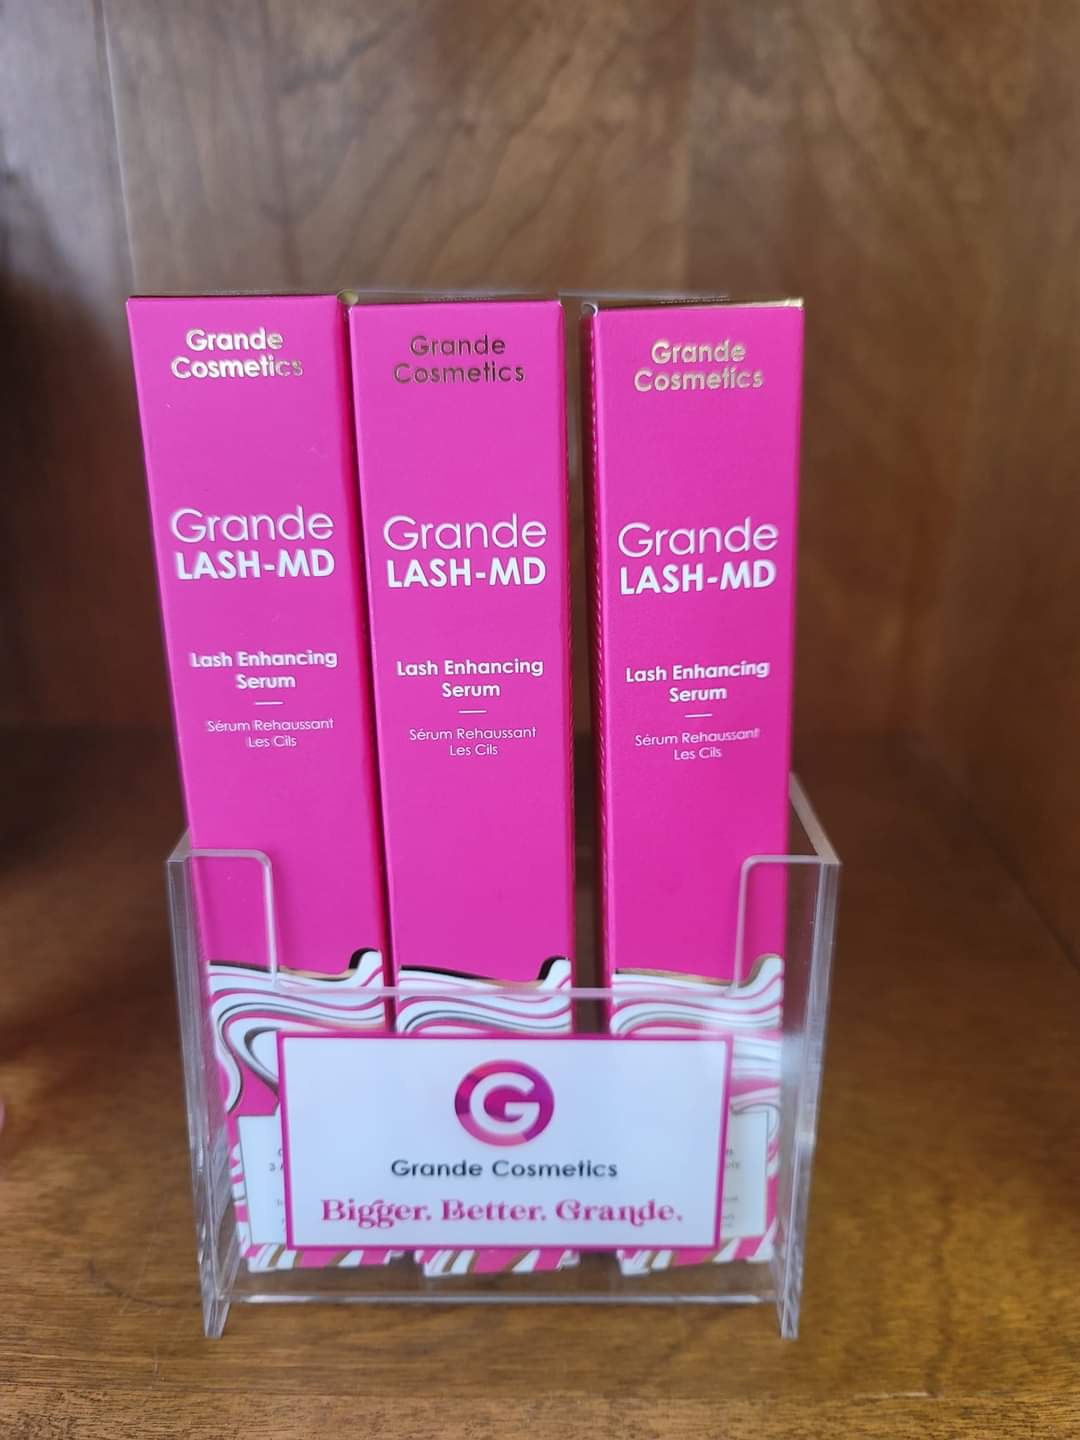 Grande
Cosmetics
Grande
LASH-MD
Lash Enhancing
Serum
Sérum Rehaussant
Les Cils
Grande
Cosmetics
Grande
LASH-MD
Lash Enhancing
Serum
Sérum Rehaussant
Les Cils
Grande
Cosmetics
Grande
LASH-MD
Lash Enhancing
Serum
Sérum Rehaussant
Les Cils
G
Grande Cosmetics
Bigger. Better. Grande.